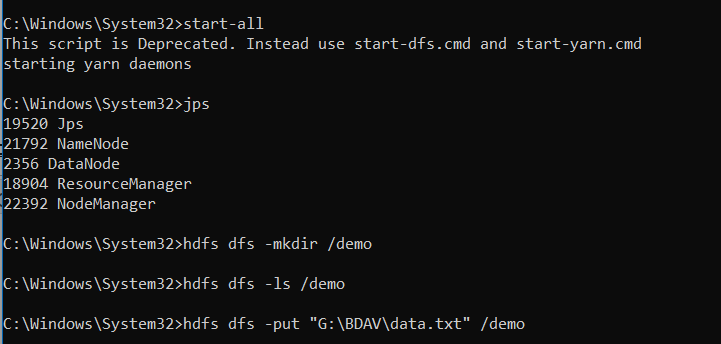 C:\Windows\System32>start-all
This script is Deprecated. Instead use start-dfs.cmd and start-yarn.cmd
starting yarn daemons
C:\Windows\System32>jps
19520 Jps
21792 NameNode
2356 DataNode
18904 ResourceManager
22392 NodeManager
C:\Windows\System32>hdfs dfs -mkdir /demo
C:\Windows\System32>hdfs dfs -ls /demo
C:\Windows\System32>hdfs dfs -put "G:\BDAV\data.txt" /demo